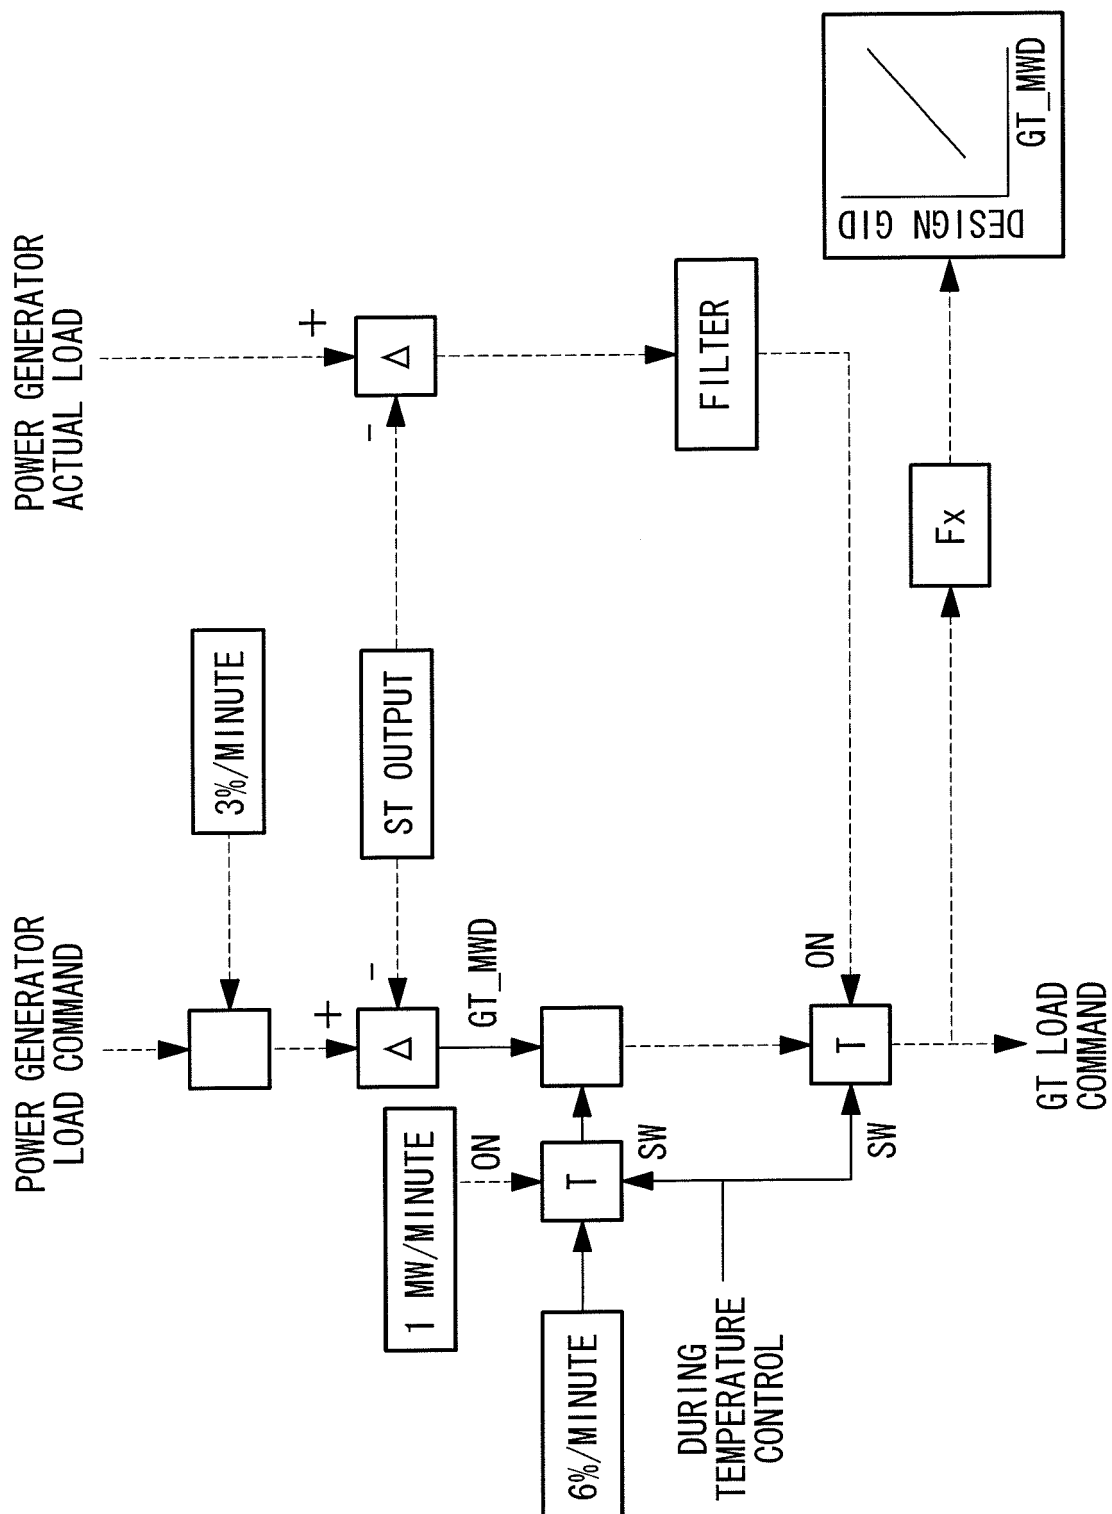 POWER GENERATOR
LOAD COMMAND
POWER GENERATOR
ACTUAL LOAD
3%/MINUTE
+
-
Δ
ST OUTPUT
-
+
Δ
GT_MWD
1 MW/MINUTE
ON
6%/MINUTE
T
SW
DURING
TEMPERATURE
CONTROL
FILTER
ON
T
SW
Fx
DESIGN GID
GT_MWD
GT LOAD
COMMAND